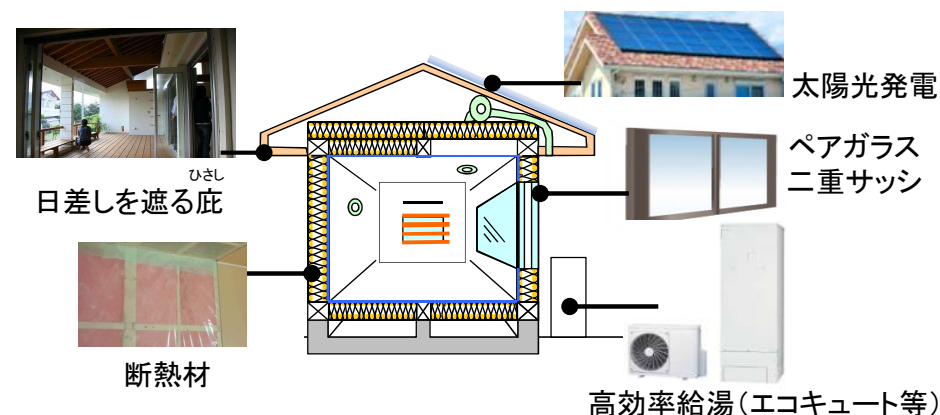 太陽光発電
ペアガラス
二重サッシ
ひさし
日差しを遮る庇
断熱材
高効率給湯(エコキュート等)